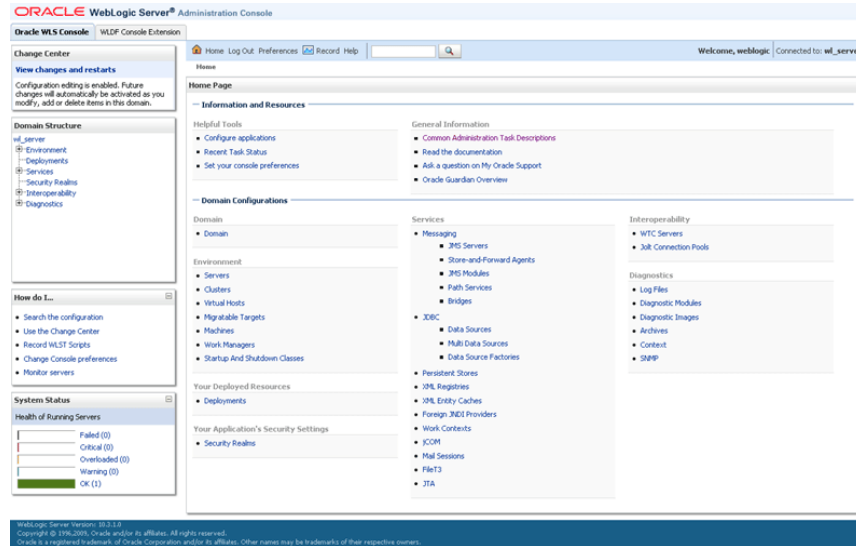 ORACLE WebLogic Server® Administration Console
Oracle WLS Console
WLDF Console Extension
Change Center
View changes and restarts
Configuration editing is enabled. Future
changes will automatically be activated as you
modify, add or delete items in this domain.
Domain Structure
wl_server
Environment
Deployments
Services
Security Realms
Interoperability
Diagnostics
How do I...
Search the configuration
Use the Change Center
Record WLST Scripts
Change Console preferences
Monitor servers
System Status
Health of Running Servers
Failed (0)
Critical (0)
Overloaded (0)
Warning (0)
OK (1)
Home Log Out Preferences Record Help
Welcome, weblogic Connected to: wl_serve
Home
Home Page
Information and Resources
Helpful Tools
Configure applications
Recent Task Status
Set your console preferences
General Information
Common Administration Task Descriptions
Read the documentation
Ask a question on My Oracle Support
Oracle Guardian Overview
Domain Configurations
Domain
Domain
Environment
Servers
Clusters
Virtual Hosts
Migratable Targets
Machines
Work Managers
Startup And Shutdown Classes
Your Deployed Resources
Deployments
Your Application's Security Settings
Security Realms
Services
Messaging
JMS Servers
Store-and-Forward Agents
JMS Modules
Path Services
Bridges
JDBC
Data Sources
Multi Data Sources
Data Source Factories
Persistent Stores
XML Registries
XML Entity Caches
Foreign JNDI Providers
Work Contexts
jCOM
Mail Sessions
FileT3
JTA
Interoperability
WTC Servers
Jolt Connection Pools
Diagnostics
Log Files
Diagnostic Modules
Diagnostic Images
Archives
Context
SNMP
WebLogic Server Version: 10.3.1.0
Copyright © 1996,2009, Oracle and/or its affiliates. All rights reserved.
Oracle is a registered trademark of Oracle Corporation and/or its affiliates. Other names may be trademarks of their respective owners.